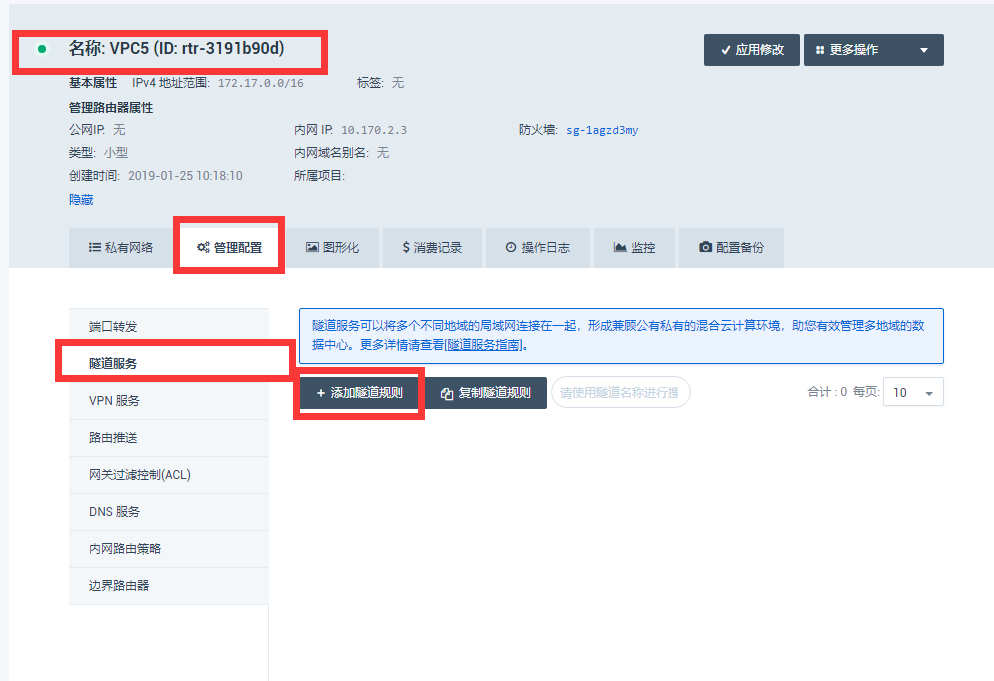 名称: VPC5 (ID: rtr-3191b90d)
应用修改 更多操作
基本属性 IPv4 地址范围: 172.17.0.0/16 标签: 无
管理路由器属性
公网IP: 无 内网 IP: 10.170.2.3 防火墙: sg-1agzd3my
类型: 小型 内网域名别名: 无
创建时间: 2019-01-25 10:18:10 所属项目:
隐藏
私有网络 管理配置 图形化 $ 消费记录 操作日志 监控 配置备份
端口转发
隧道服务
VPN 服务
路由推送
网关过滤控制(ACL)
DNS 服务
内网路由策略
边界路由器
隧道服务可以将多个不同地域的局域网连接在一起，形成兼顾公有私有的混合云计算环境，助您有效管理多地域的数
据中心。更多详情请查看[隧道服务指南]。
+ 添加隧道规则 复制隧道规则 请使用隧道名称进行搜 合计 : 0 每页: 10